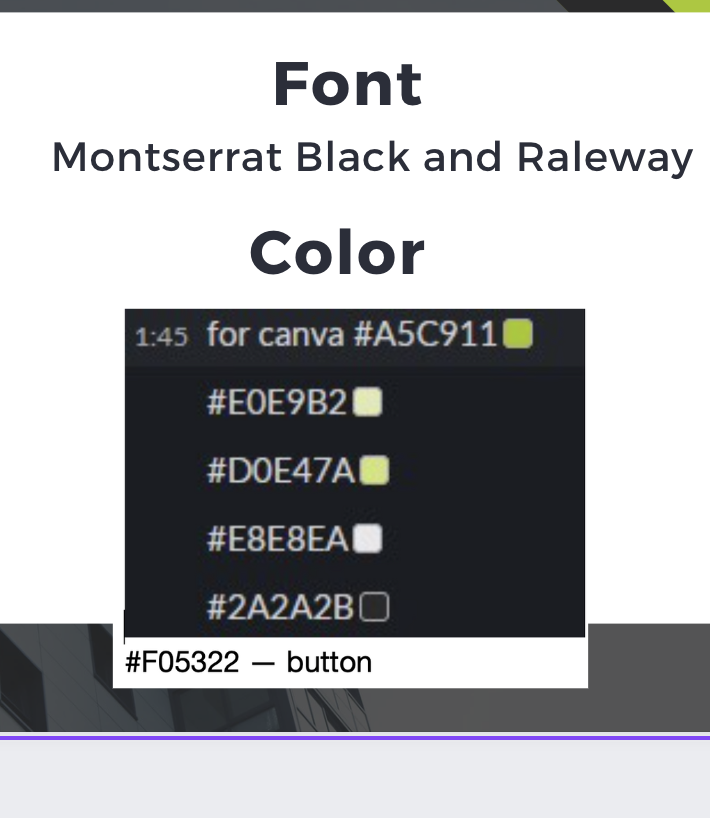 Font
Montserrat Black and Raleway
Color
1:45 for canva #A5C911
#E0E9B2
#D0E47A
#E8E8EA
#2A2A2B
#F05322 — button